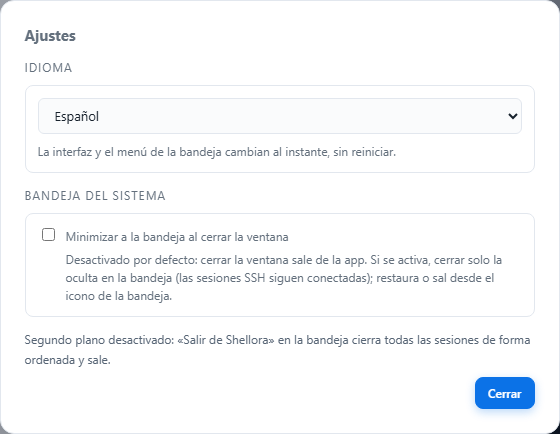 Ajustes
IDIOMA
Español
La interfaz y el menú de la bandeja cambian al instante, sin reiniciar.
BANDEJA DEL SISTEMA
Minimizar a la bandeja al cerrar la ventana
Desactivado por defecto: cerrar la ventana sale de la app. Si se activa, cerrar solo la
oculta en la bandeja (las sesiones SSH siguen conectadas); restaura o sal desde el
icono de la bandeja.
Segundo plano desactivado: «Salir de Shellora» en la bandeja cierra todas las sesiones de forma
ordenada y sale.
Cerrar